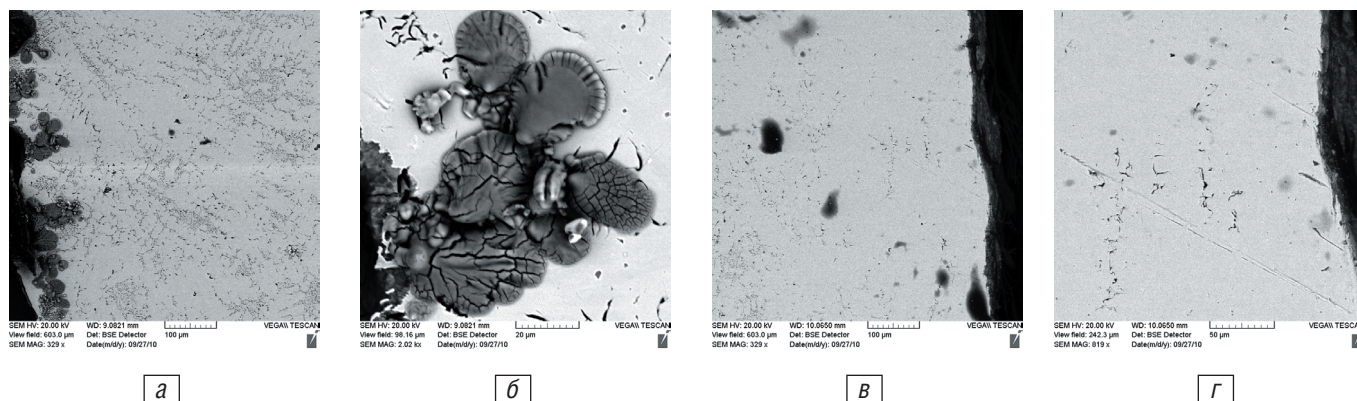 SEM HV: 20.00 kV WD: 9.0821 mm VEGA\\ TESCAN
View field: 603.0 µm Det: BSE Detector 100 µm
SEM MAG: 329 x Date(m/d/y): 09/27/10
SEM HV: 20.00 kV WD: 9.0821 mm VEGA\\ TESCAN
View field: 98.16 µm Det: BSE Detector 20 µm
SEM MAG: 2.02 kx Date(m/d/y): 09/27/10
SEM HV: 20.00 kV WD: 10.0650 mm VEGA\\ TESCAN
View field: 603.0 µm Det: BSE Detector 100 µm
SEM MAG: 329 x Date(m/d/y): 09/27/10
SEM HV: 20.00 kV WD: 10.0650 mm VEGA\\ TESCAN
View field: 242.3 µm Det: BSE Detector 50 µm
SEM MAG: 819 x Date(m/d/y): 09/27/10
а б в г